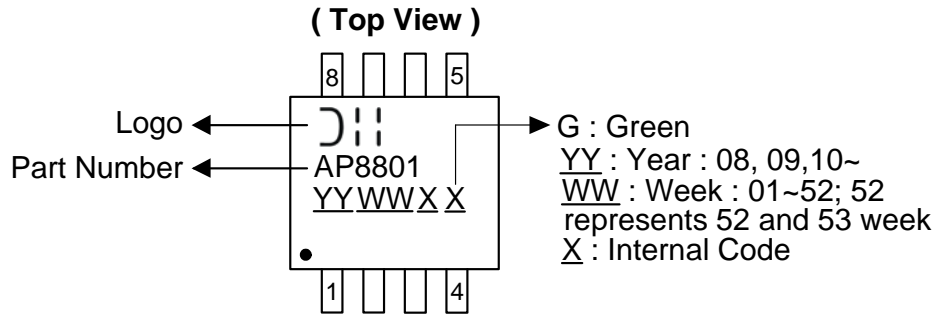 ( Top View )
8 5
Logo
Part Number
AP8801
YY WW X X
1 4
G : Green
YY : Year : 08, 09,10~
WW : Week : 01~52; 52
represents 52 and 53 week
X : Internal Code